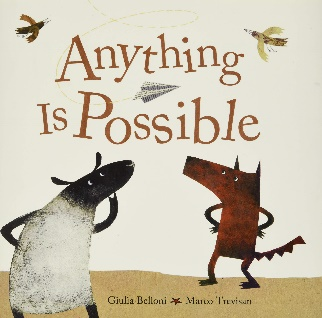 Anything
Is Possible
Giulia Belloni ★ Marco Trevisan